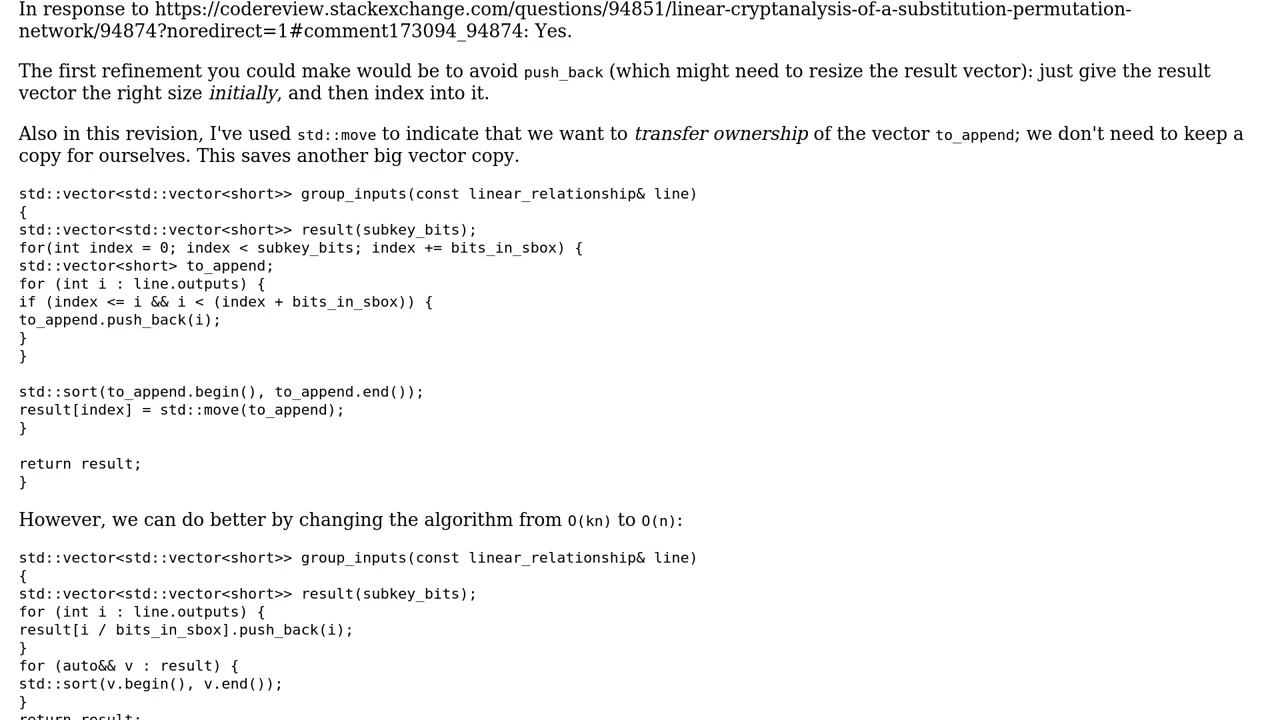 In response to https://codereview.stackexchange.com/questions/94851/linear-cryptanalysis-of-a-substitution-permutation-
network/94874?noredirect=1#comment173094_94874: Yes.
The first refinement you could make would be to avoid push_back (which might need to resize the result vector): just give the result
vector the right size initially, and then index into it.
Also in this revision, I've used std::move to indicate that we want to transfer ownership of the vector to_append; we don't need to keep a
copy for ourselves. This saves another big vector copy.
std::vector<std::vector<short>> group_inputs(const linear_relationship& line)
{
std::vector<std::vector<short>> result(subkey_bits);
for(int index = 0; index < subkey_bits; index += bits_in_sbox) {
std::vector<short> to_append;
for (int i : line.outputs) {
if (index <= i && i < (index + bits_in_sbox)) {
to_append.push_back(i);
}
}
std::sort(to_append.begin(), to_append.end());
result[index] = std::move(to_append);
}
return result;
}
However, we can do better by changing the algorithm from O(kn) to O(n):
std::vector<std::vector<short>> group_inputs(const linear_relationship& line)
{
std::vector<std::vector<short>> result(subkey_bits);
for (int i : line.outputs) {
result[i / bits_in_sbox].push_back(i);
}
for (auto&& v : result) {
std::sort(v.begin(), v.end());
}
return result;